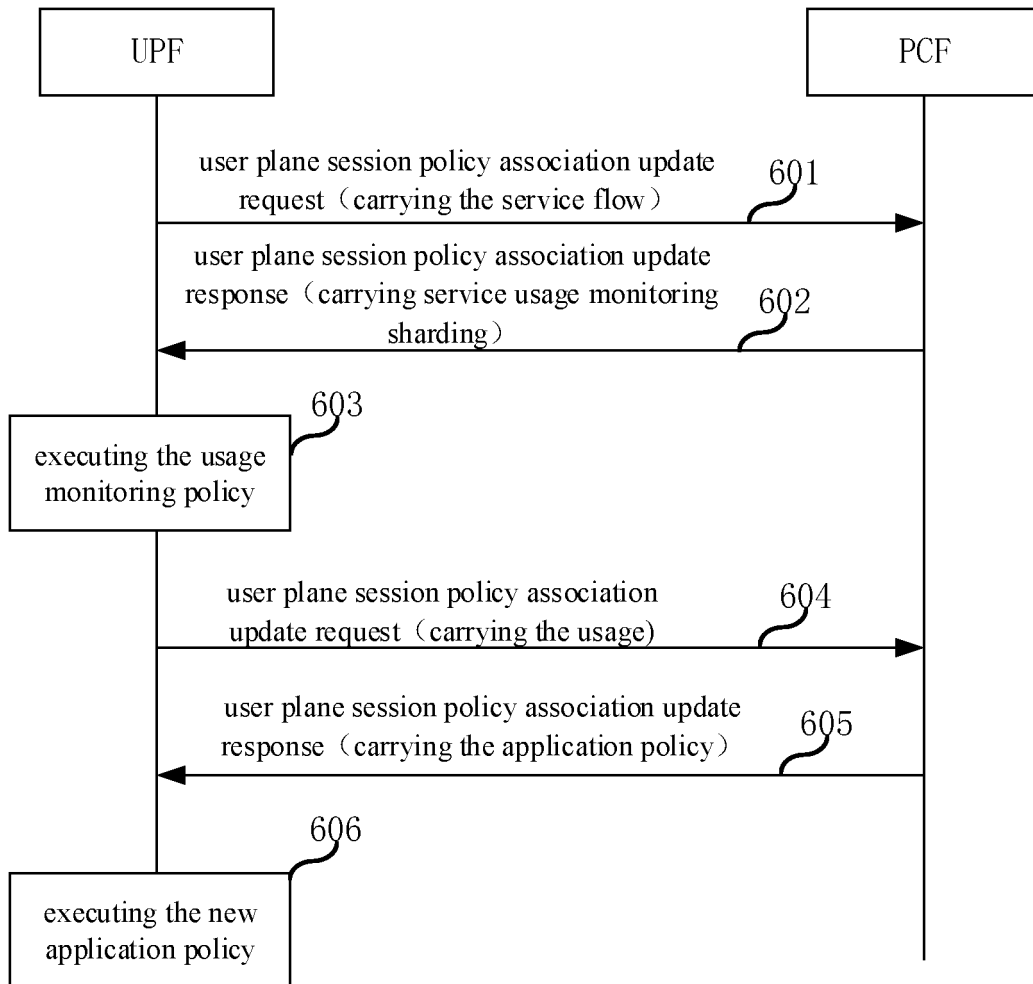 UPF
PCF
user plane session policy association update
request（carrying the service flow）
601
user plane session policy association update
response（carrying service usage monitoring
sharding）
602
603
executing the usage
monitoring policy
user plane session policy association
update request（carrying the usage)
604
user plane session policy association update
response（carrying the application policy）
605
606
executing the new
application policy